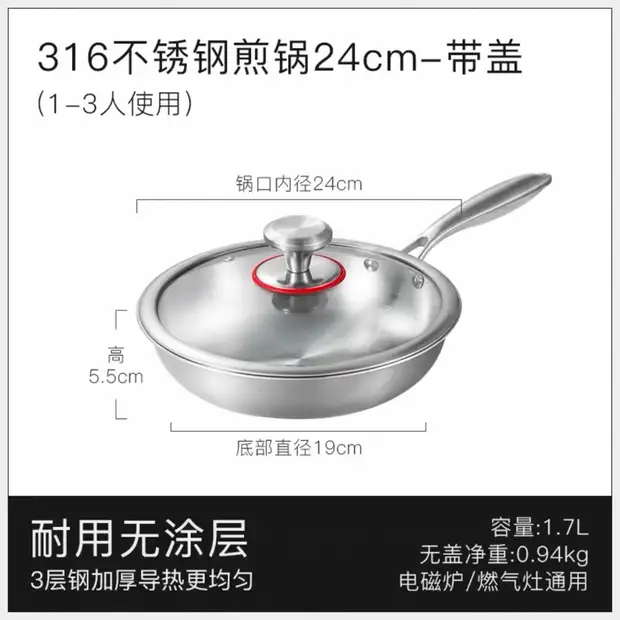 316不锈钢煎锅24cm-带盖
(1-3人使用)
锅口内径24cm
高
5.5cm
底部直径19cm
耐用无涂层
3层钢加厚导热更均匀
容量:1.7L
无盖净重:0.94kg
电磁炉/燃气灶通用